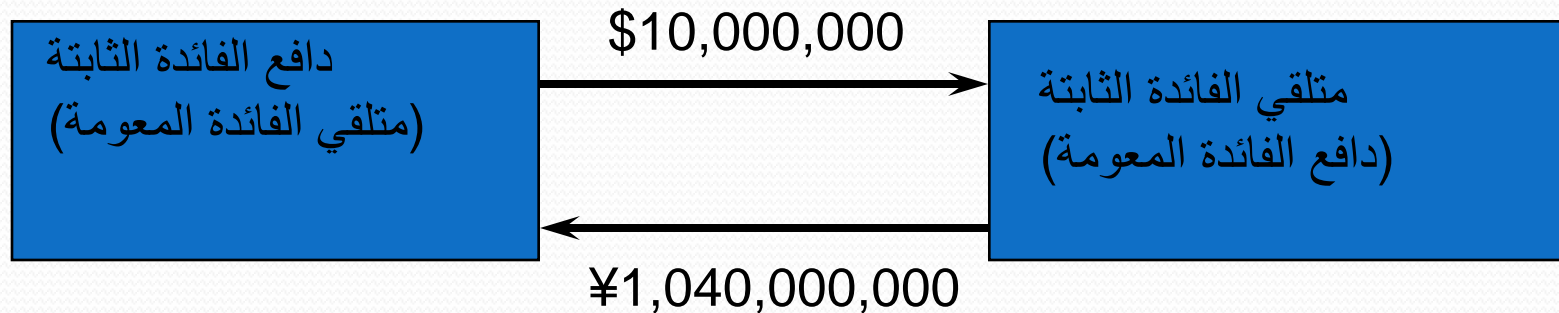 $10,000,000
دافع الفائدة الثابتة
(متلقي الفائدة المعومة)
متلقي الفائدة الثابتة
(دافع الفائدة المعومة)
¥1,040,000,000